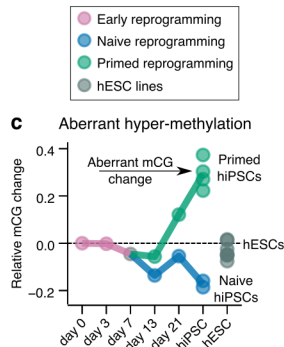 Early reprogramming
Naive reprogramming
Primed reprogramming
hESC lines
c
Aberrant hyper-methylation
Relative mCG change
0.4
0.2
0.0
−0.2
Aberrant mCG
change
Primed
hiPSCs
hESCs
Naive
hiPSCs
day 0
day 3
day 7
day 13
day 21
hiPSC
hESC